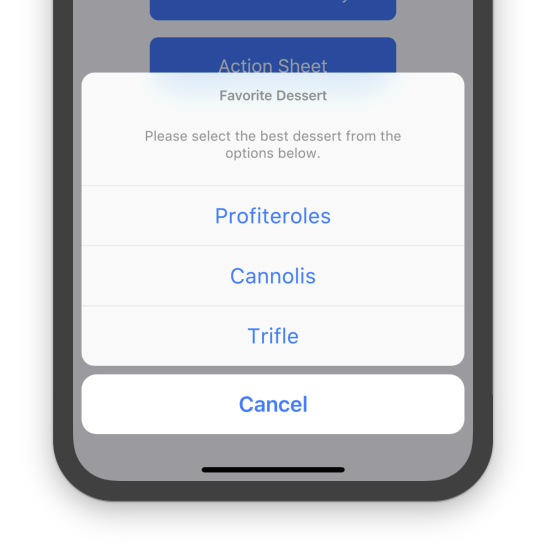 Action Sheet
Favorite Dessert
Please select the best dessert from the
options below.
Profiteroles
Cannolis
Trifle
Cancel